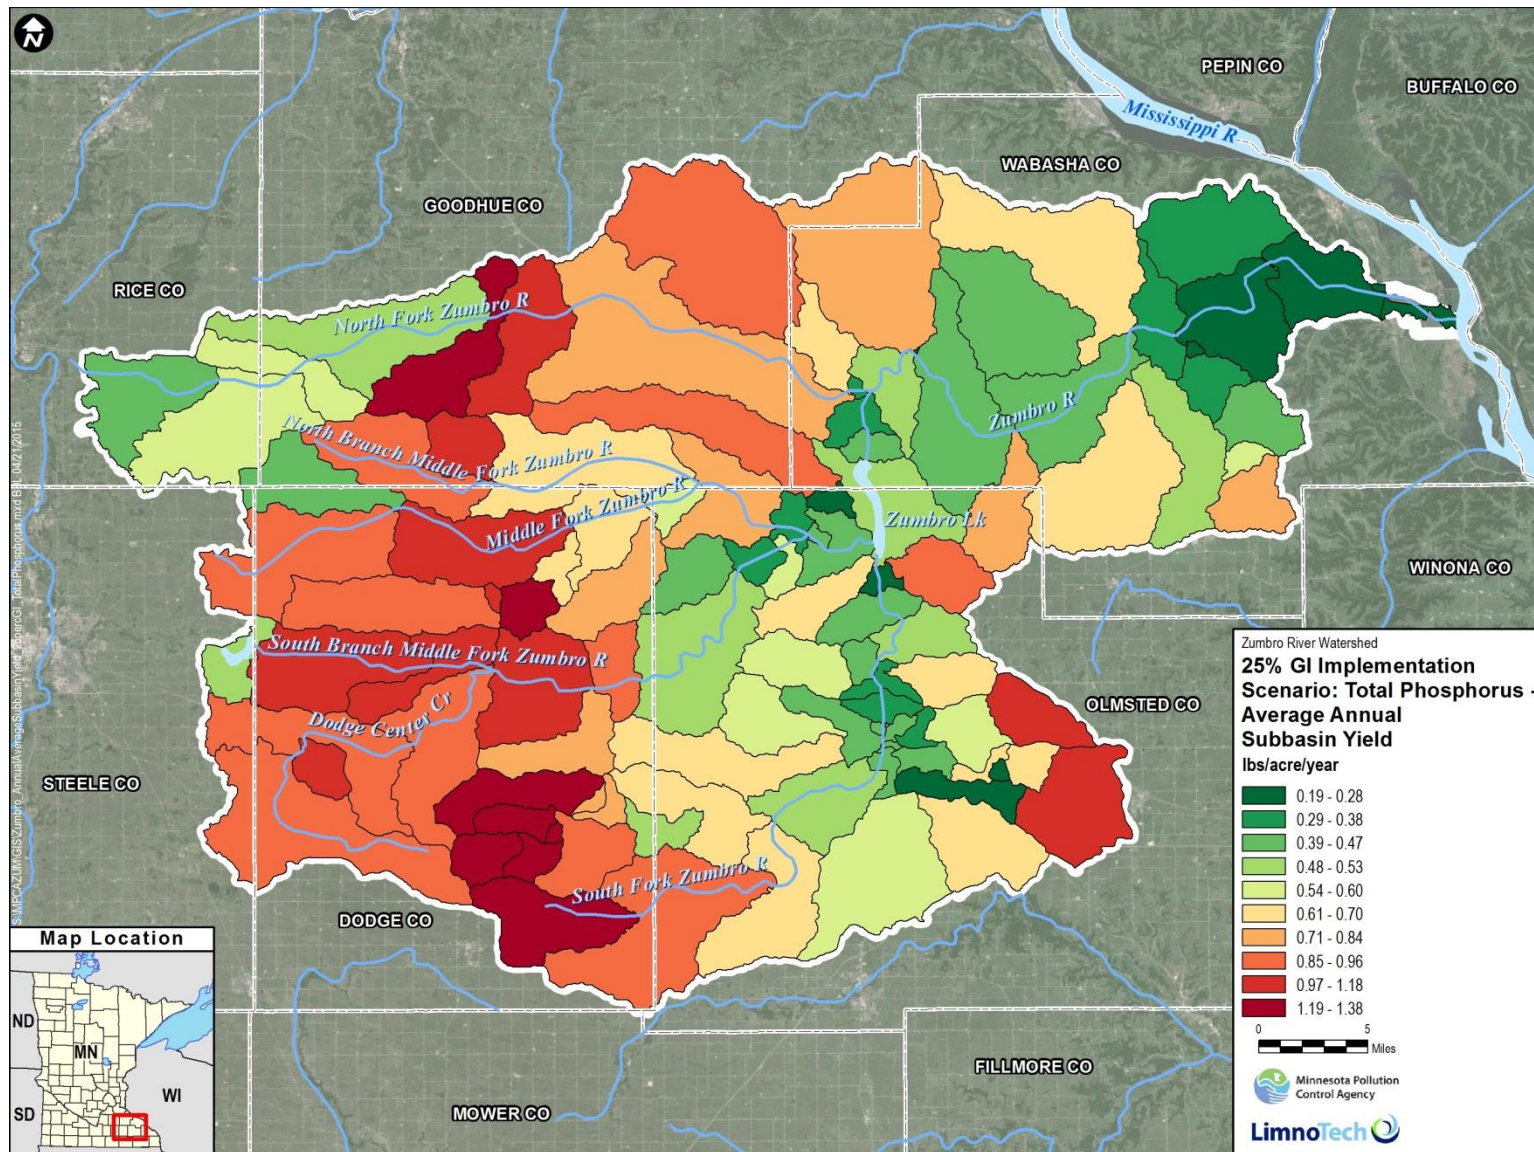 N
PEPIN CO
BUFFALO CO
Mississippi R
WABASHA CO
GOODHUE CO
RICE CO
North Fork Zumbro R
North Branch Middle Fork Zumbro R
Zumbro R
Middle Fork Zumbro R
Zumbro Lk
WINONA CO
South Branch Middle Fork Zumbro R
Dodge Center Cr
OLMSTED CO
STEELE CO
South Fork Zumbro R
DODGE CO
FILLMORE CO
MOWER CO
Map Location
ND
MN
WI
SD
Zumbro River Watershed
25% GI Implementation
Scenario: Total Phosphorus -
Average Annual
Subbasin Yield
lbs/acre/year
0.19 - 0.28
0.29 - 0.38
0.39 - 0.47
0.48 - 0.53
0.54 - 0.60
0.61 - 0.70
0.71 - 0.84
0.85 - 0.96
0.97 - 1.18
1.19 - 1.38
0 5
Miles
Minnesota Pollution
Control Agency
LimnoTech